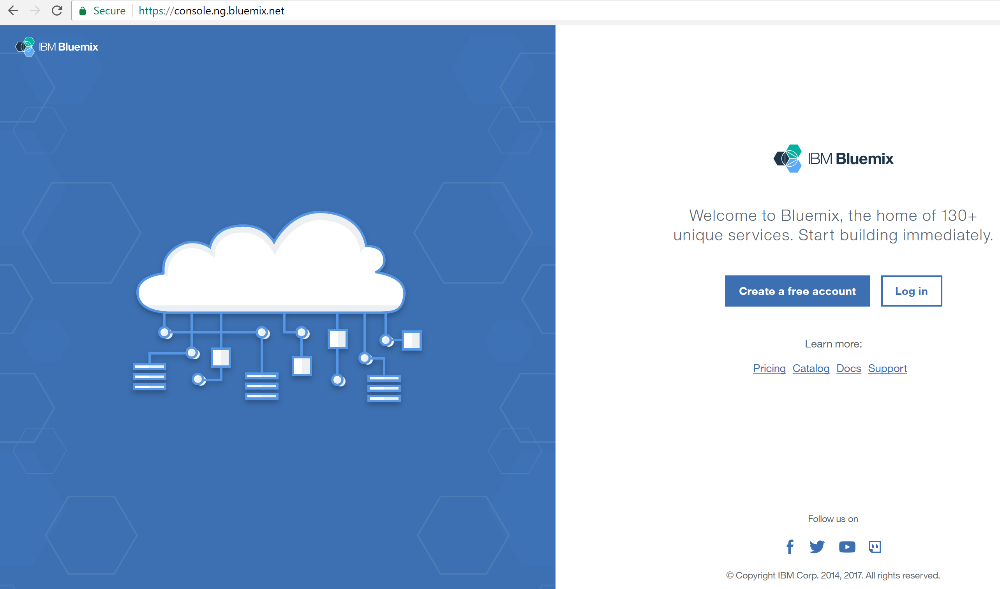 Secure https://console.ng.bluemix.net
IBM Bluemix
IBM Bluemix
Welcome to Bluemix, the home of 130+
unique services. Start building immediately.
Create a free account Log in
Learn more:
Pricing Catalog Docs Support
Follow us on
© Copyright IBM Corp. 2014, 2017. All rights reserved.